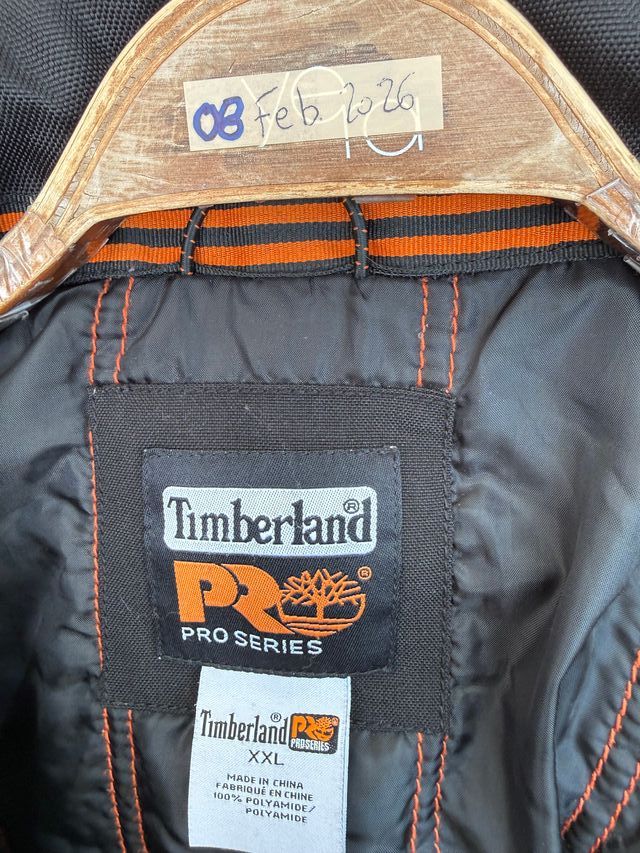 08 Feb. 2026
Timberland®
PRO®
PRO SERIES
Timberland® PRO
PRO SERIES
XXL
MADE IN CHINA
FABRIQUÉ EN CHINE
100% POLYAMIDE/
POLYAMIDE